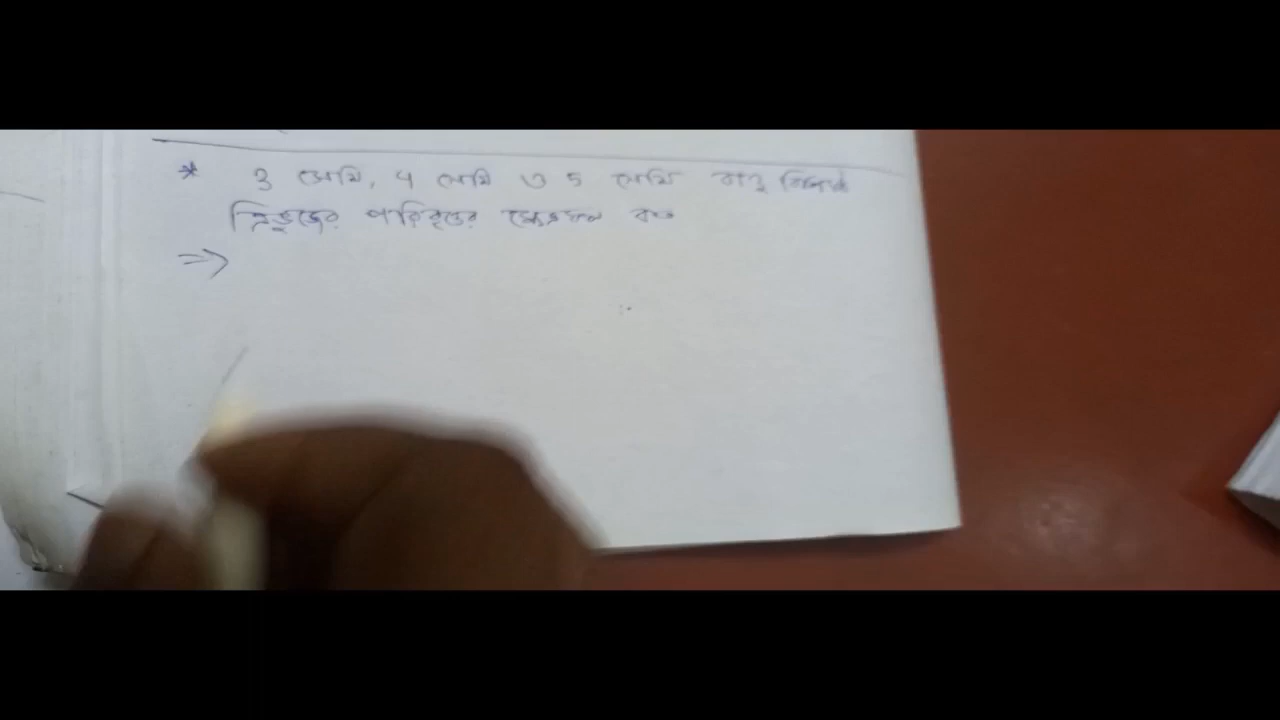 * 3 সেমি, 4 সেমি ও 5 সেমি বাহু বিশিষ্ট
ত্রিভুজের পরিবৃত্তের ক্ষেত্রফল কত
⇒